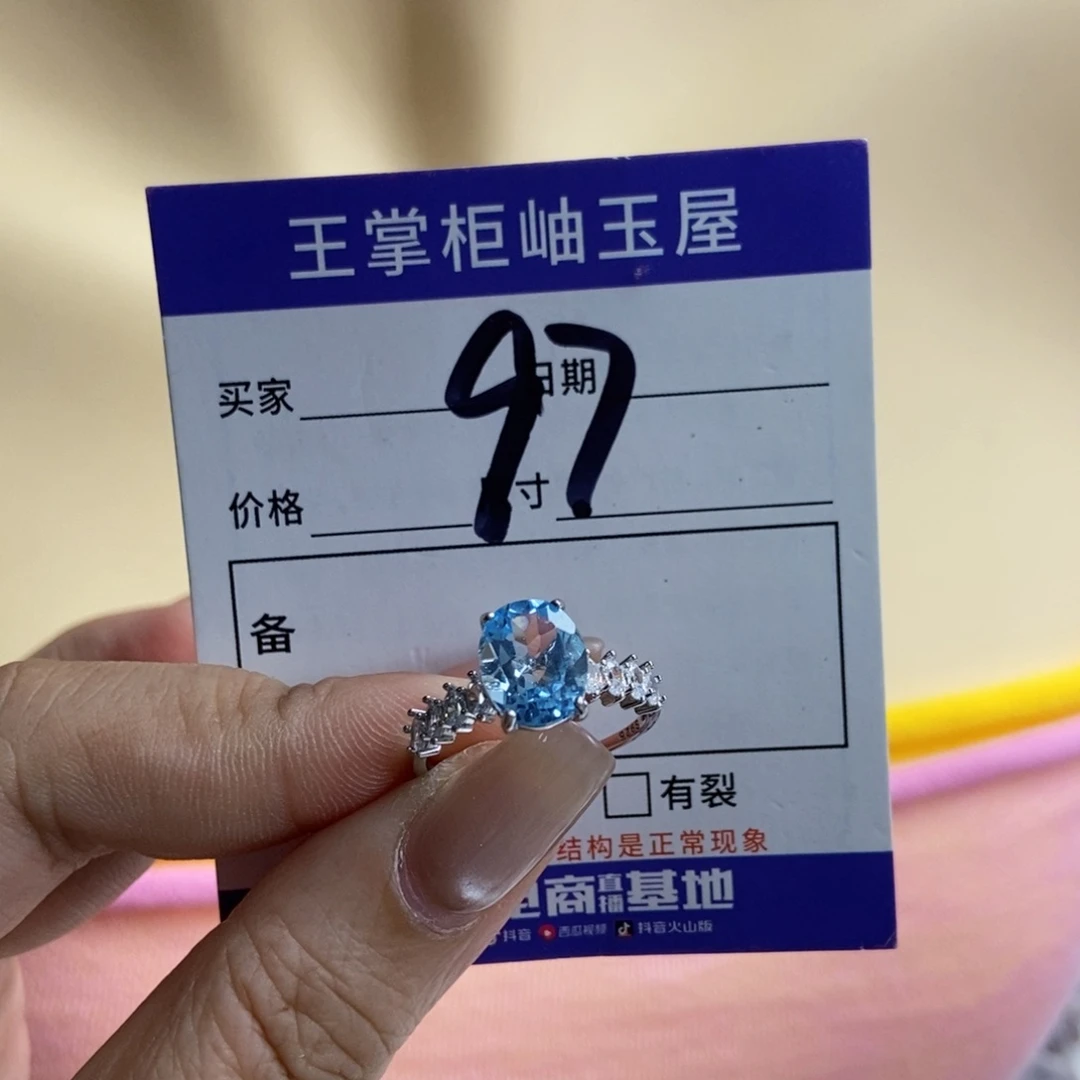 王掌柜岫玉屋
97
买家
期
价格
寸
备
S925
有裂
结构是正常现象
商直播基地
抖音 西瓜视频 抖音火山版